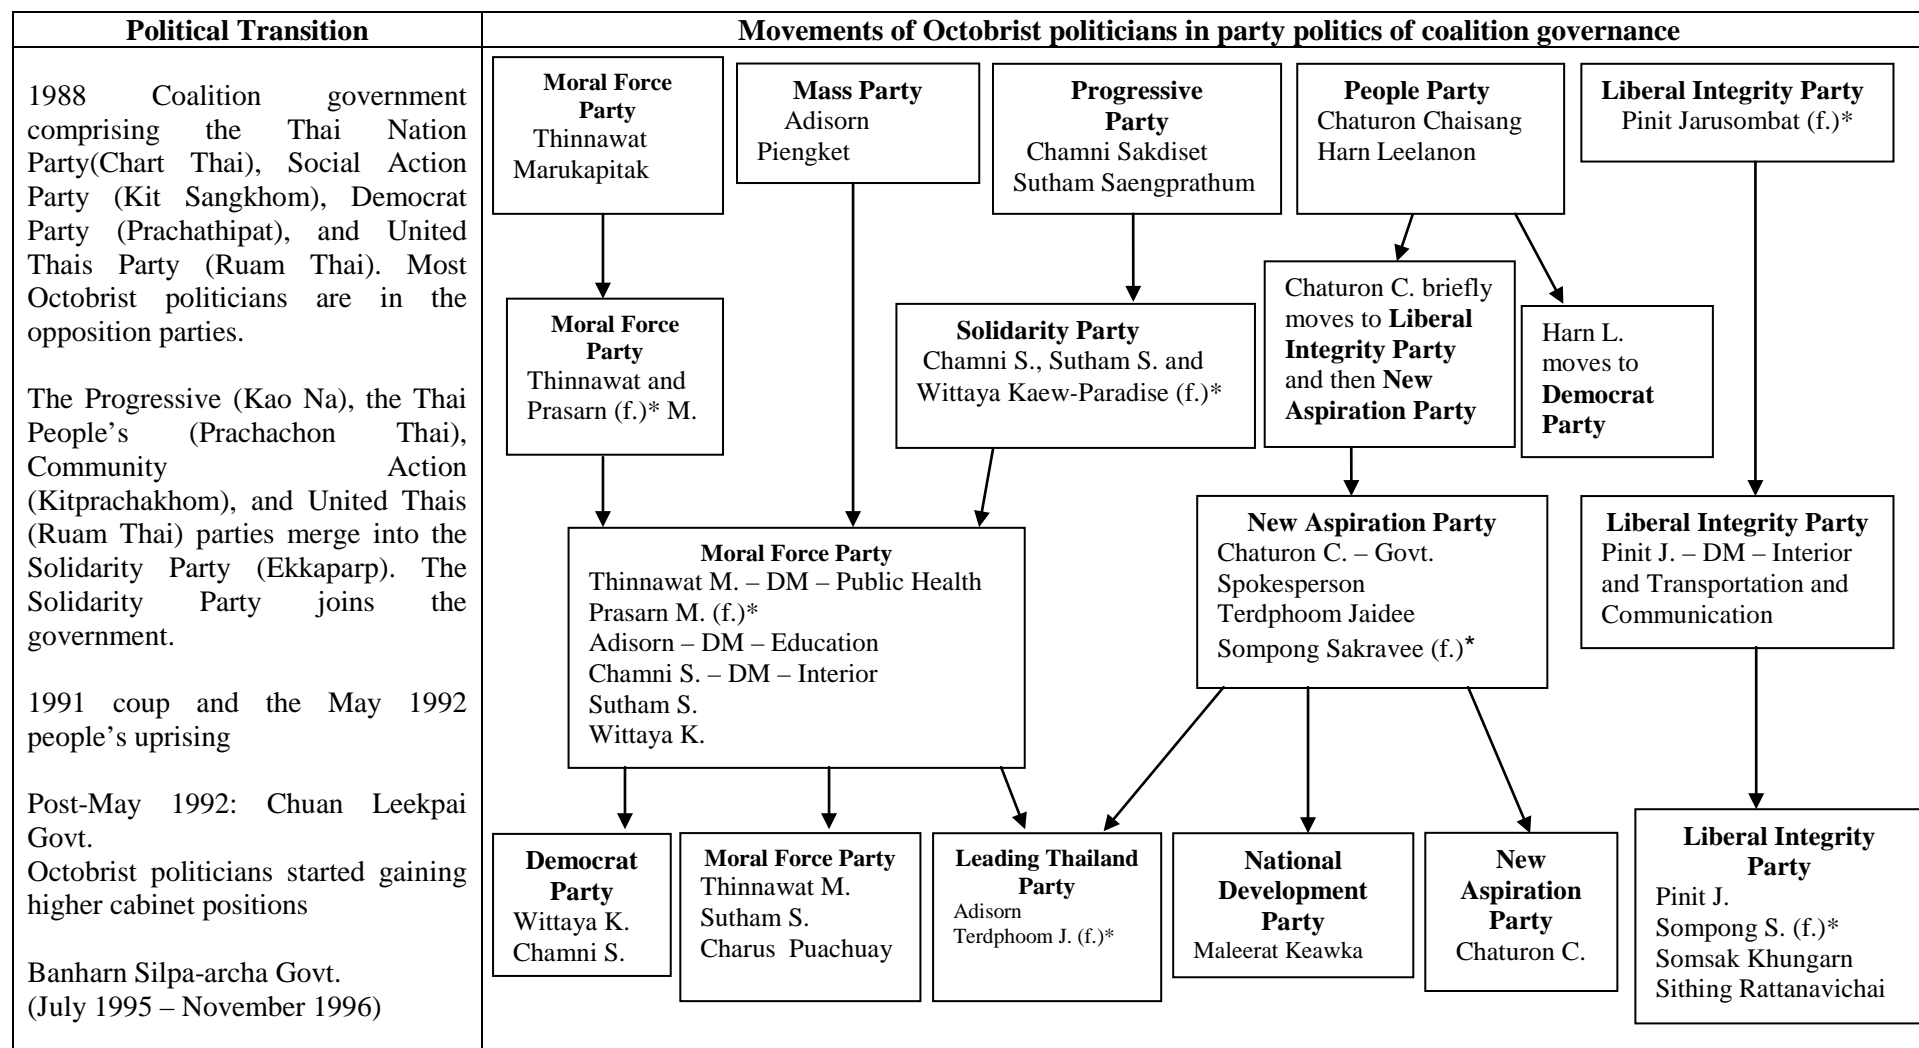 Political Transition
Movements of Octobrist politicians in party politics of coalition governance
1988 Coalition government
comprising the Thai Nation
Party(Chart Thai), Social Action
Party (Kit Sangkhom), Democrat
Party (Prachathipat), and United
Thais Party (Ruam Thai). Most
Octobrist politicians are in the
opposition parties.
The Progressive (Kao Na), the Thai
People’s (Prachachon Thai),
Community Action
(Kitprachakhom), and United Thais
(Ruam Thai) parties merge into the
Solidarity Party (Ekkaparp). The
Solidarity Party joins the
government.
1991 coup and the May 1992
people’s uprising
Post-May 1992: Chuan Leekpai
Govt.
Octobrist politicians started gaining
higher cabinet positions
Banharn Silpa-archa Govt.
(July 1995 – November 1996)
Moral Force
Party
Thinnawat
Marukapitak
Mass Party
Adisorn
Piengket
Progressive
Party
Chamni Sakdiset
Sutham Saengprathum
People Party
Chaturon Chaisang
Harn Leelanon
Liberal Integrity Party
Pinit Jarusombat (f.)*
Moral Force
Party
Thinnawat and
Prasarn (f.)* M.
Solidarity Party
Chamni S., Sutham S. and
Wittaya Kaew-Paradise (f.)*
Chaturon C. briefly
moves to Liberal
Integrity Party
and then New
Aspiration Party
Harn L.
moves to
Democrat
Party
Moral Force Party
Thinnawat M. – DM – Public Health
Prasarn M. (f.)*
Adisorn – DM – Education
Chamni S. – DM – Interior
Sutham S.
Wittaya K.
New Aspiration Party
Chaturon C. – Govt.
Spokesperson
Terdphoom Jaidee
Sompong Sakravee (f.)*
Liberal Integrity Party
Pinit J. – DM – Interior
and Transportation and
Communication
Democrat
Party
Wittaya K.
Chamni S.
Moral Force Party
Thinnawat M.
Sutham S.
Charus Puachuay
Leading Thailand
Party
Adisorn
Terdphoom J. (f.)*
National
Development
Party
Maleerat Keawka
New
Aspiration
Party
Chaturon C.
Liberal Integrity
Party
Pinit J.
Sompong S. (f.)*
Somsak Khungarn
Sithing Rattanavichai